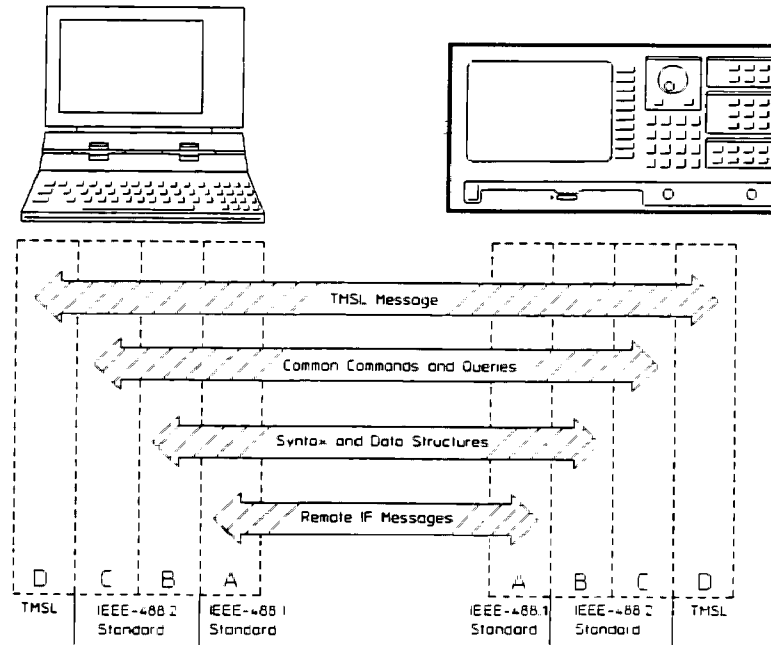 TMSL Message
Common Commands and Queries
Syntax and Data Structures
Remote IF Messages
D C B A A B C D
TMSL IEEE-488.2 IEEE-488.1 IEEE-488.1 IEEE-488.2 TMSL
Standard Standard Standard Standard